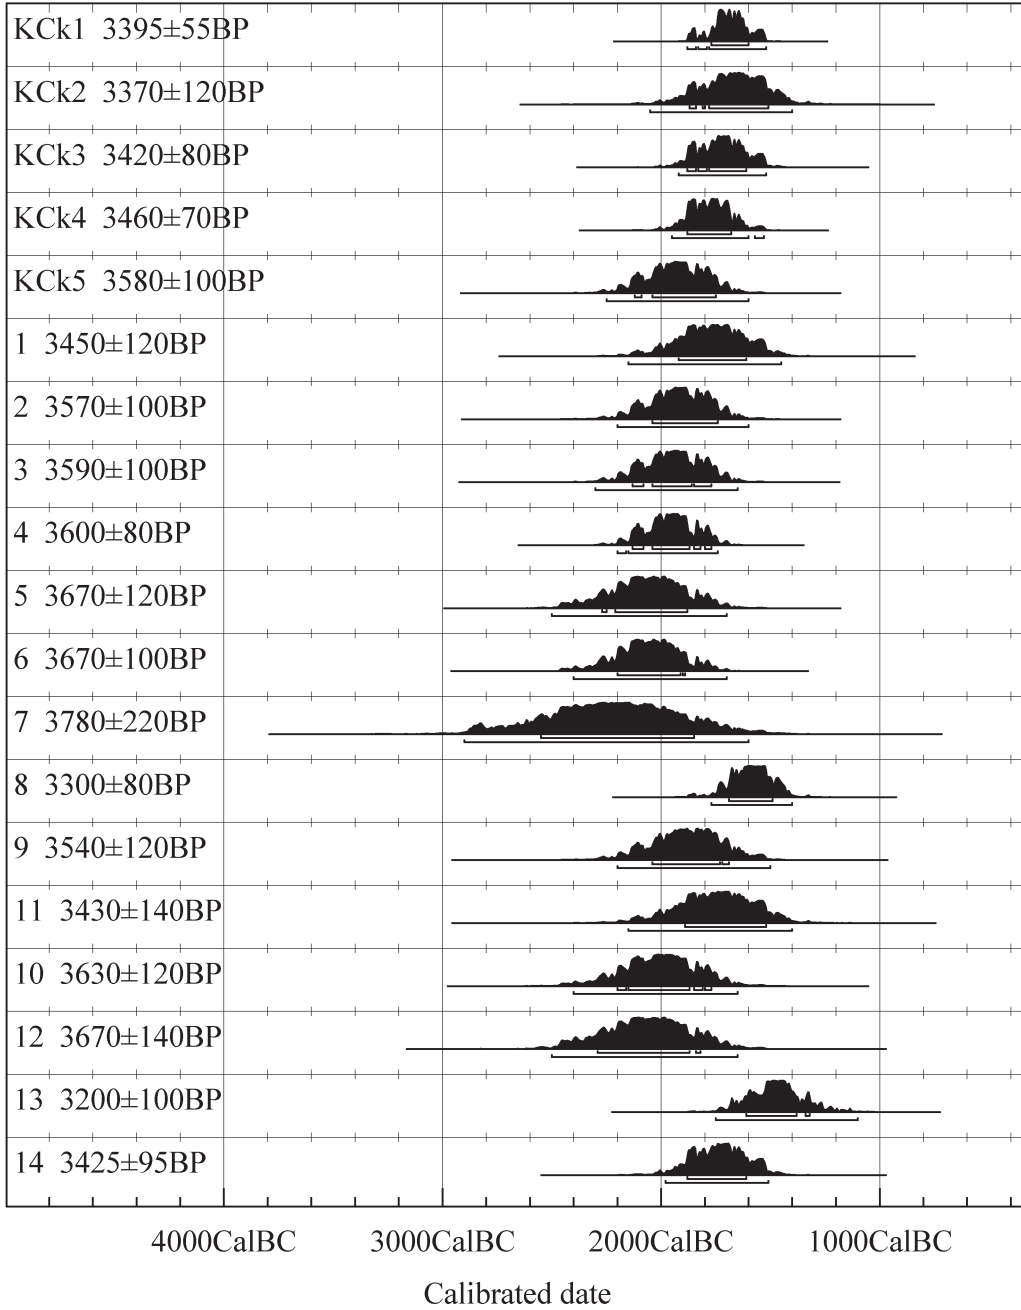 KCk1 3395±55BP
KCk2 3370±120BP
KCk3 3420±80BP
KCk4 3460±70BP
KCk5 3580±100BP
1 3450±120BP
2 3570±100BP
3 3590±100BP
4 3600±80BP
5 3670±120BP
6 3670±100BP
7 3780±220BP
8 3300±80BP
9 3540±120BP
11 3430±140BP
10 3630±120BP
12 3670±140BP
13 3200±100BP
14 3425±95BP
4000CalBC 3000CalBC 2000CalBC 1000CalBC
Calibrated date